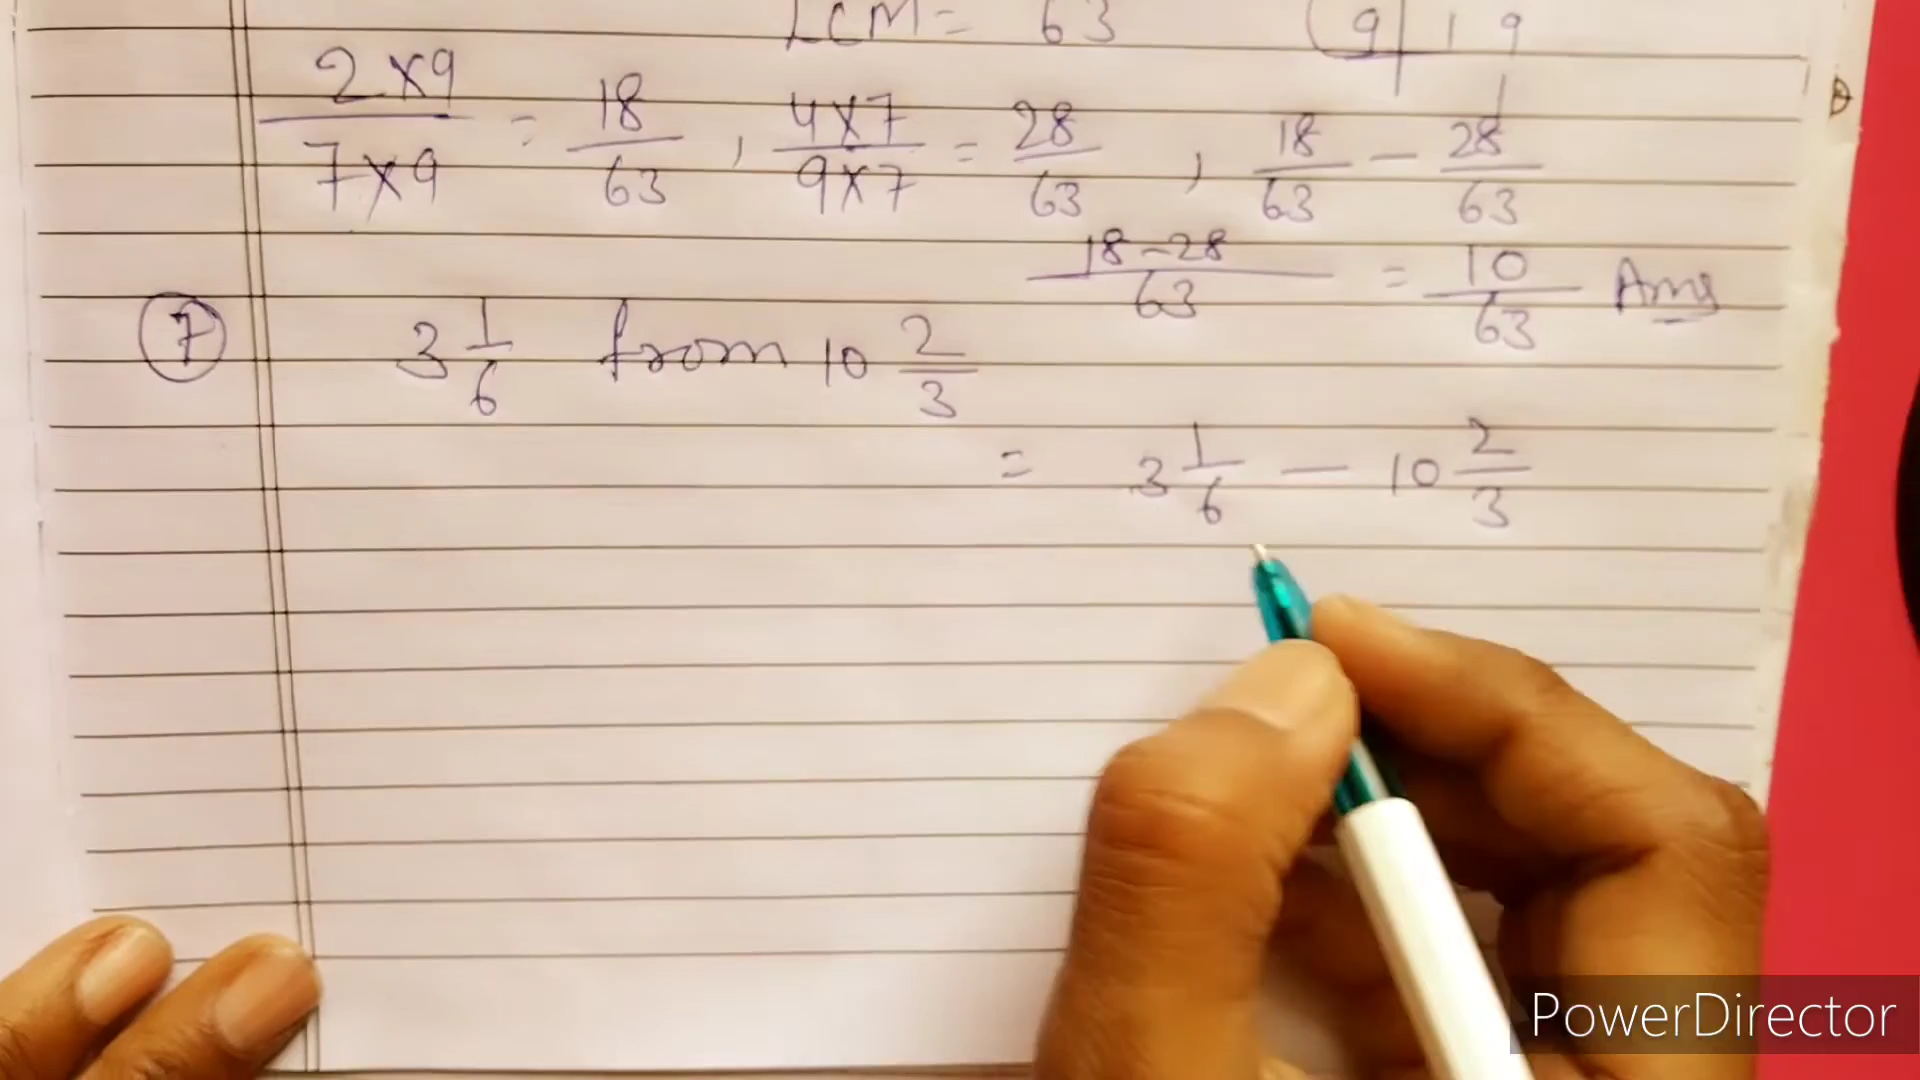 LCM = 63 9 | 1 9
2×9/7×9 = 18/63 , 4×7/9×7 = 28/63 , 18/63 - 28/63
18-28/63 = 10/63 Ans
7 3 1/6 from 10 2/3
= 3 1/6 - 10 2/3
PowerDirector